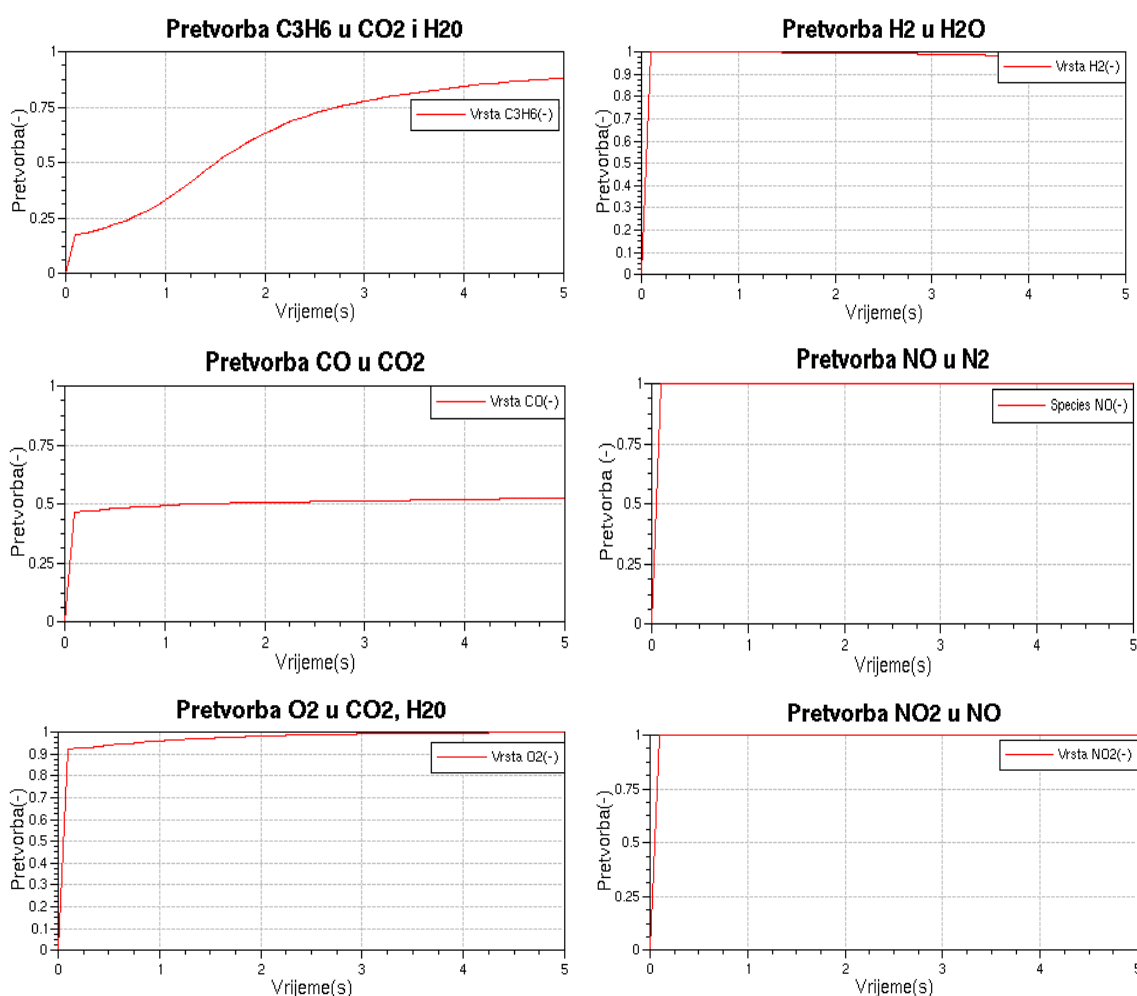 Pretvorba C3H6 u CO2 i H20
1
0.75
0.5
0.25
0
Pretvorba(-)
Vrsta C3H6(-)
0 1 2 3 4 5
Vrijeme(s)
Pretvorba H2 u H2O
1
0.9
0.8
0.7
0.6
0.5
0.4
0.3
0.2
0.1
0
Pretvorba(-)
Vrsta H2(-)
0 1 2 3 4 5
Vrijeme(s)
Pretvorba CO u CO2
1
0.75
0.5
0.25
0
Pretvorba(-)
Vrsta CO(-)
0 1 2 3 4 5
Vrijeme(s)
Pretvorba NO u N2
1
0.75
0.5
0.25
0
Pretvorba (-)
Species NO(-)
0 1 2 3 4 5
Vrijeme(s)
Pretvorba O2 u CO2, H20
1
0.9
0.8
0.7
0.6
0.5
0.4
0.3
0.2
0.1
0
Pretvorba(-)
Vrsta O2(-)
0 1 2 3 4 5
Vrijeme(s)
Pretvorba NO2 u NO
1
0.75
0.5
0.25
0
Pretvorba(-)
Vrsta NO2(-)
0 1 2 3 4 5
Vrijeme(s)